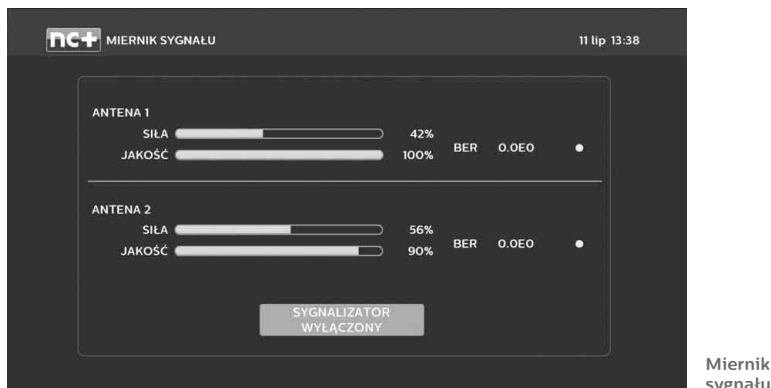 nc+ MIERNIK SYGNAŁU 11 lip 13:38
ANTENA 1
SIŁA 42%
JAKOŚĆ 100% BER 0.0E0
ANTENA 2
SIŁA 56%
JAKOŚĆ 90% BER 0.0E0
SYGNALIZATOR
WYŁĄCZONY
Miernik
sygnału